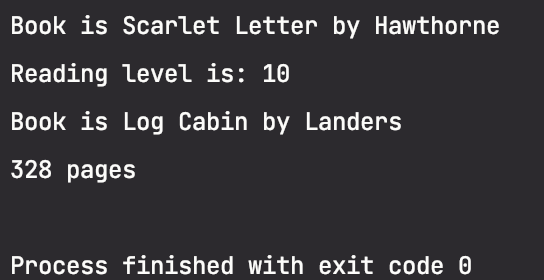 Book is Scarlet Letter by Hawthorne
Reading level is: 10
Book is Log Cabin by Landers
328 pages
Process finished with exit code 0